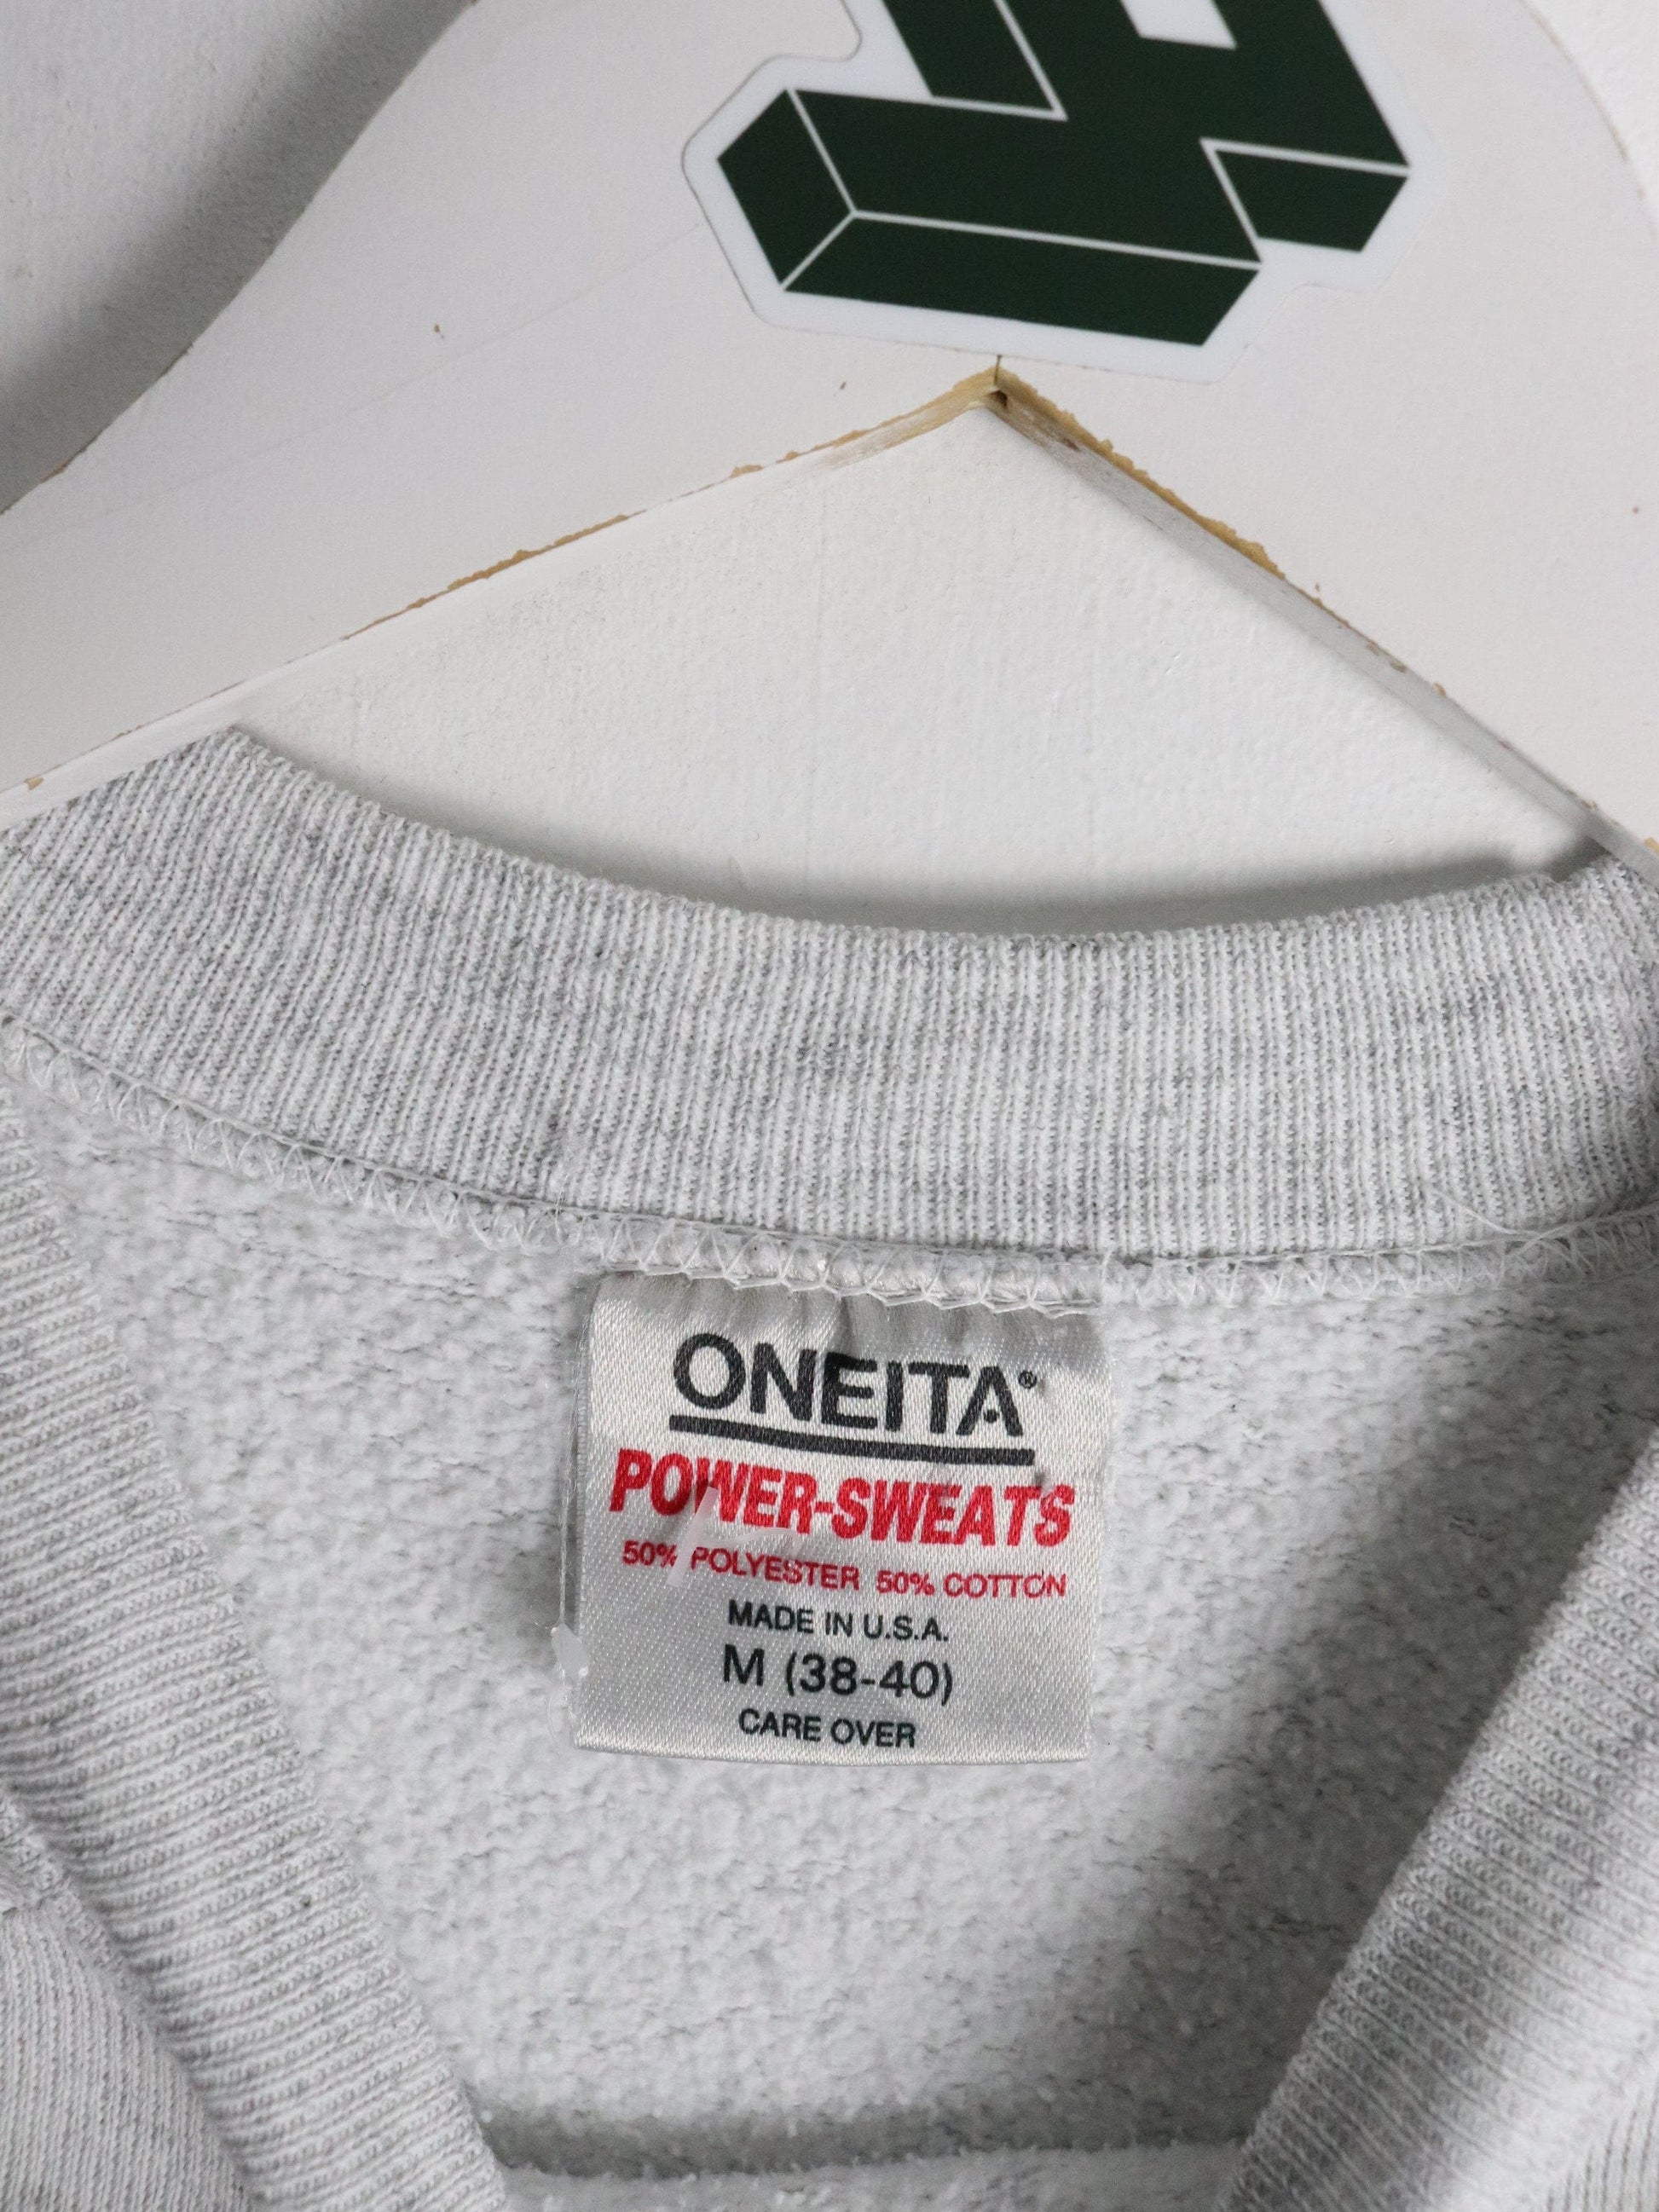 ONEITA®
POWER-SWEATS
50% POLYESTER 50% COTTON
MADE IN U.S.A.
M (38-40)
CARE OVER